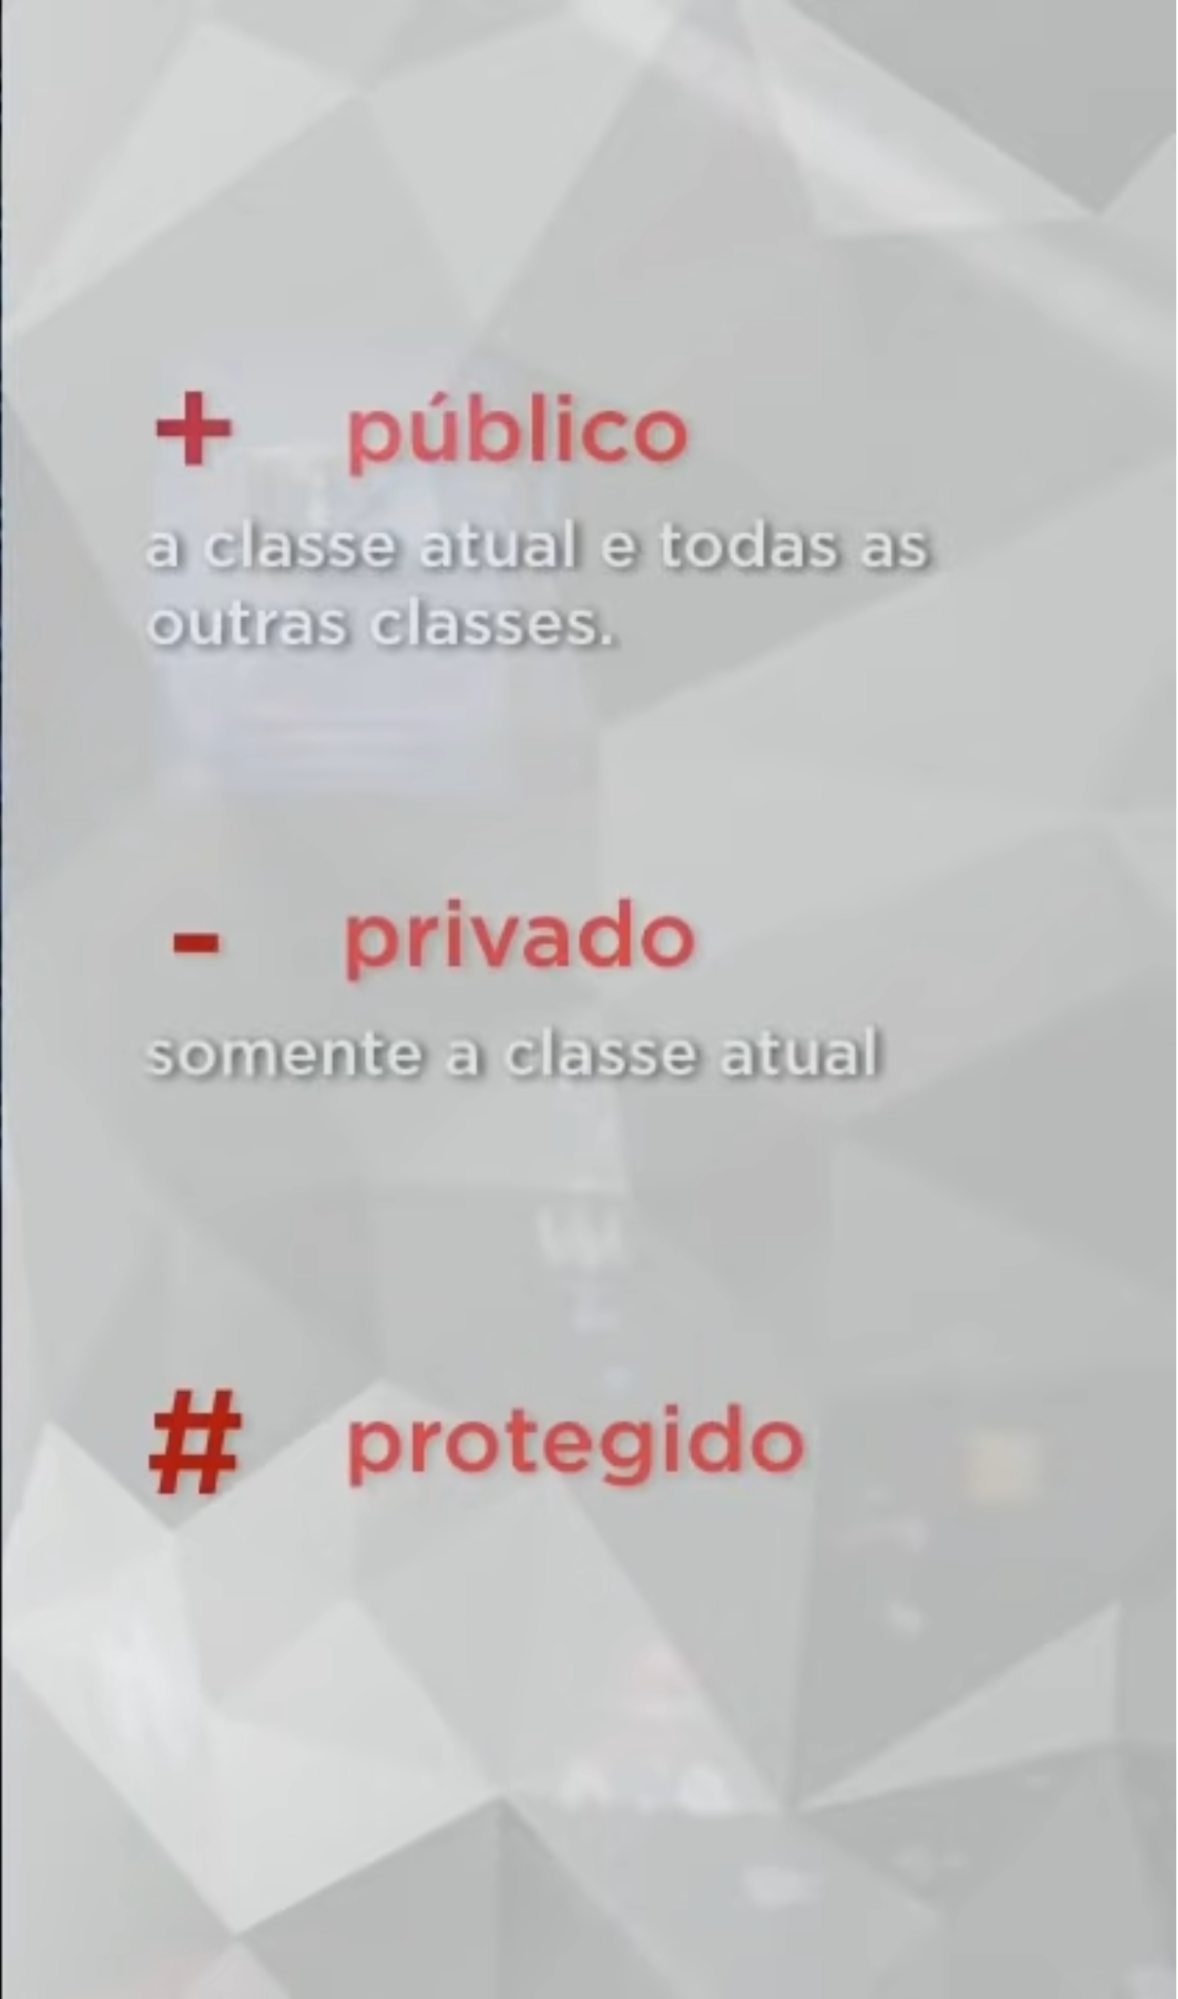 + público
a classe atual e todas as
outras classes.
- privado
somente a classe atual
# protegido